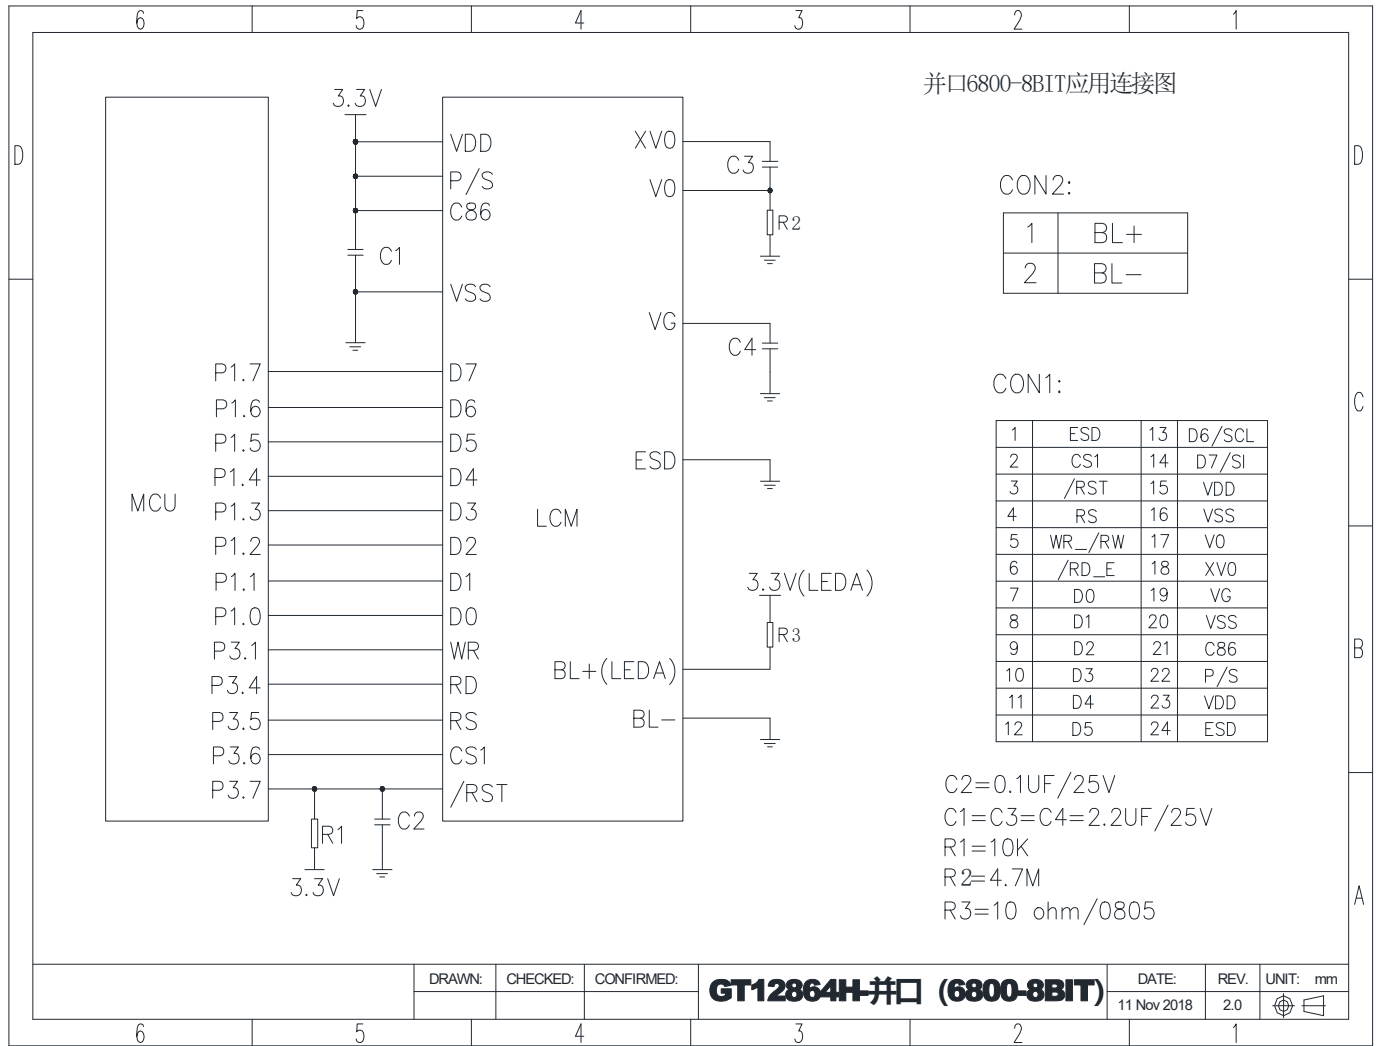 6 5 4 3 2 1
并口6800-8BIT应用连接图
3.3V
VDD
P/S
C86
C1
VSS
XV0
C3
V0
R2
VG
C4
ESD
MCU
LCM
P1.7 D7
P1.6 D6
P1.5 D5
P1.4 D4
P1.3 D3
P1.2 D2
P1.1 D1
P1.0 D0
P3.1 WR
P3.4 RD
P3.5 RS
P3.6 CS1
P3.7 /RST
R1
C2
3.3V
3.3V(LEDA)
R3
BL+(LEDA)
BL-
CON2:
1 BL+
2 BL-
CON1:
1 ESD 13 D6/SCL
2 CS1 14 D7/SI
3 /RST 15 VDD
4 RS 16 VSS
5 WR_/RW 17 V0
6 /RD_E 18 XV0
7 D0 19 VG
8 D1 20 VSS
9 D2 21 C86
10 D3 22 P/S
11 D4 23 VDD
12 D5 24 ESD
C2=0.1UF/25V
C1=C3=C4=2.2UF/25V
R1=10K
R2=4.7M
R3=10 ohm/0805
D D
C
B
A
DRAWN: CHECKED: CONFIRMED:
GT12864H-并口 (6800-8BIT)
DATE: REV. UNIT: mm
11 Nov 2018 2.0
6 5 4 3 2 1